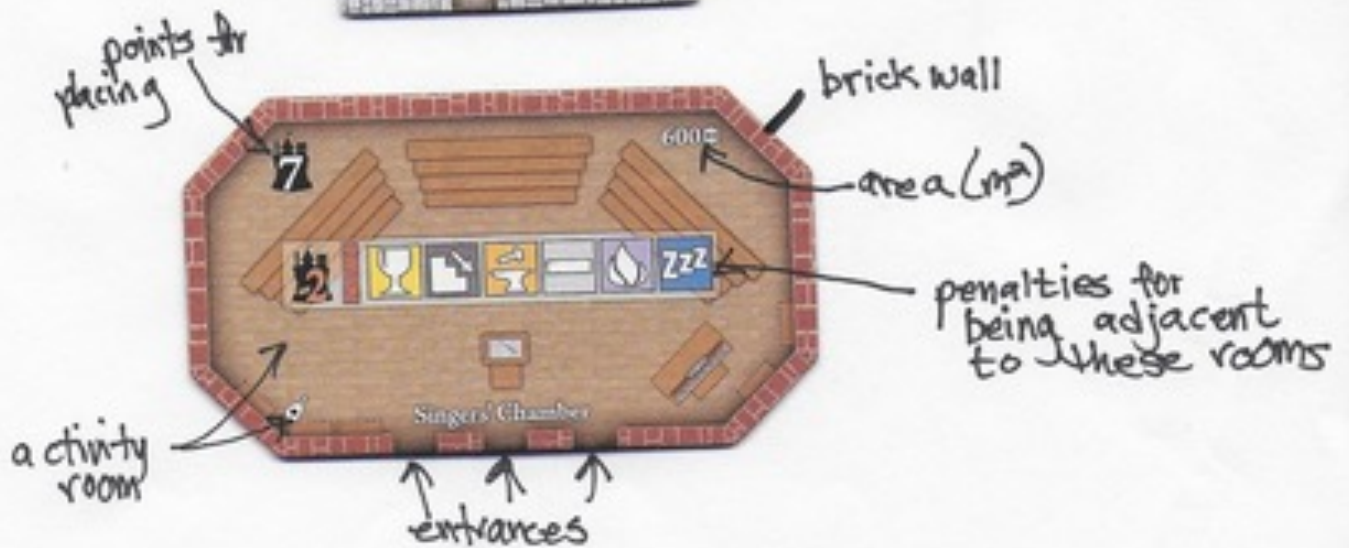 points for
placing
brick wall
7
600
area (m²)
2
ZZZ
penalties for
being adjacent
to these rooms
Singers' Chamber
activity
room
entrances